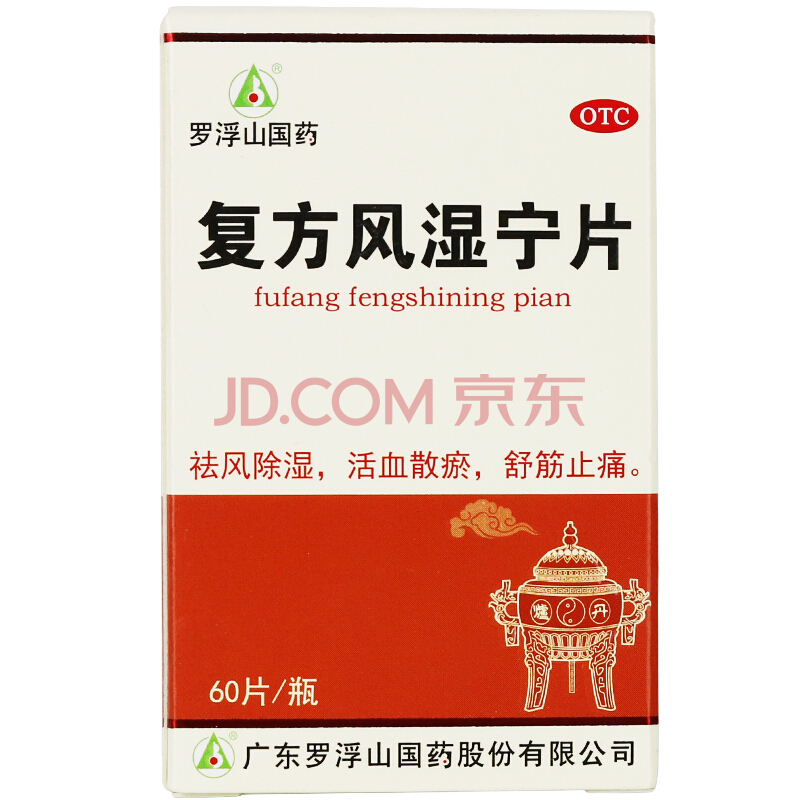 ®
罗浮山国药
OTC
复方风湿宁片
fufang fengshining pian
JD.COM 京东
祛风除湿，活血散瘀，舒筋止痛。
爐 丹
60片/瓶
广东罗浮山国药股份有限公司